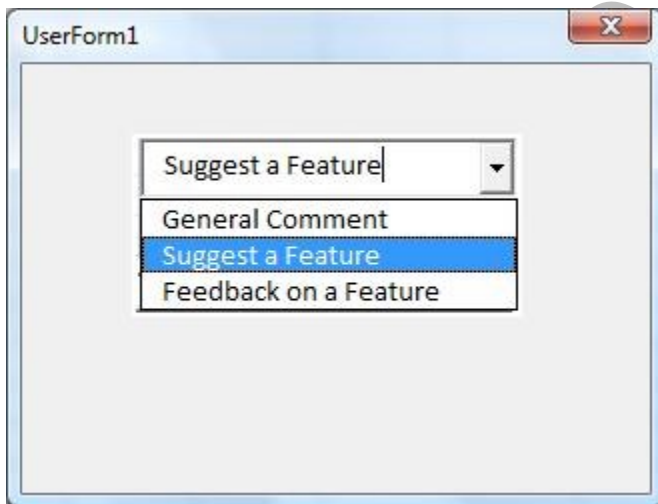 UserForm1
Suggest a Feature
General Comment
Suggest a Feature
Feedback on a Feature